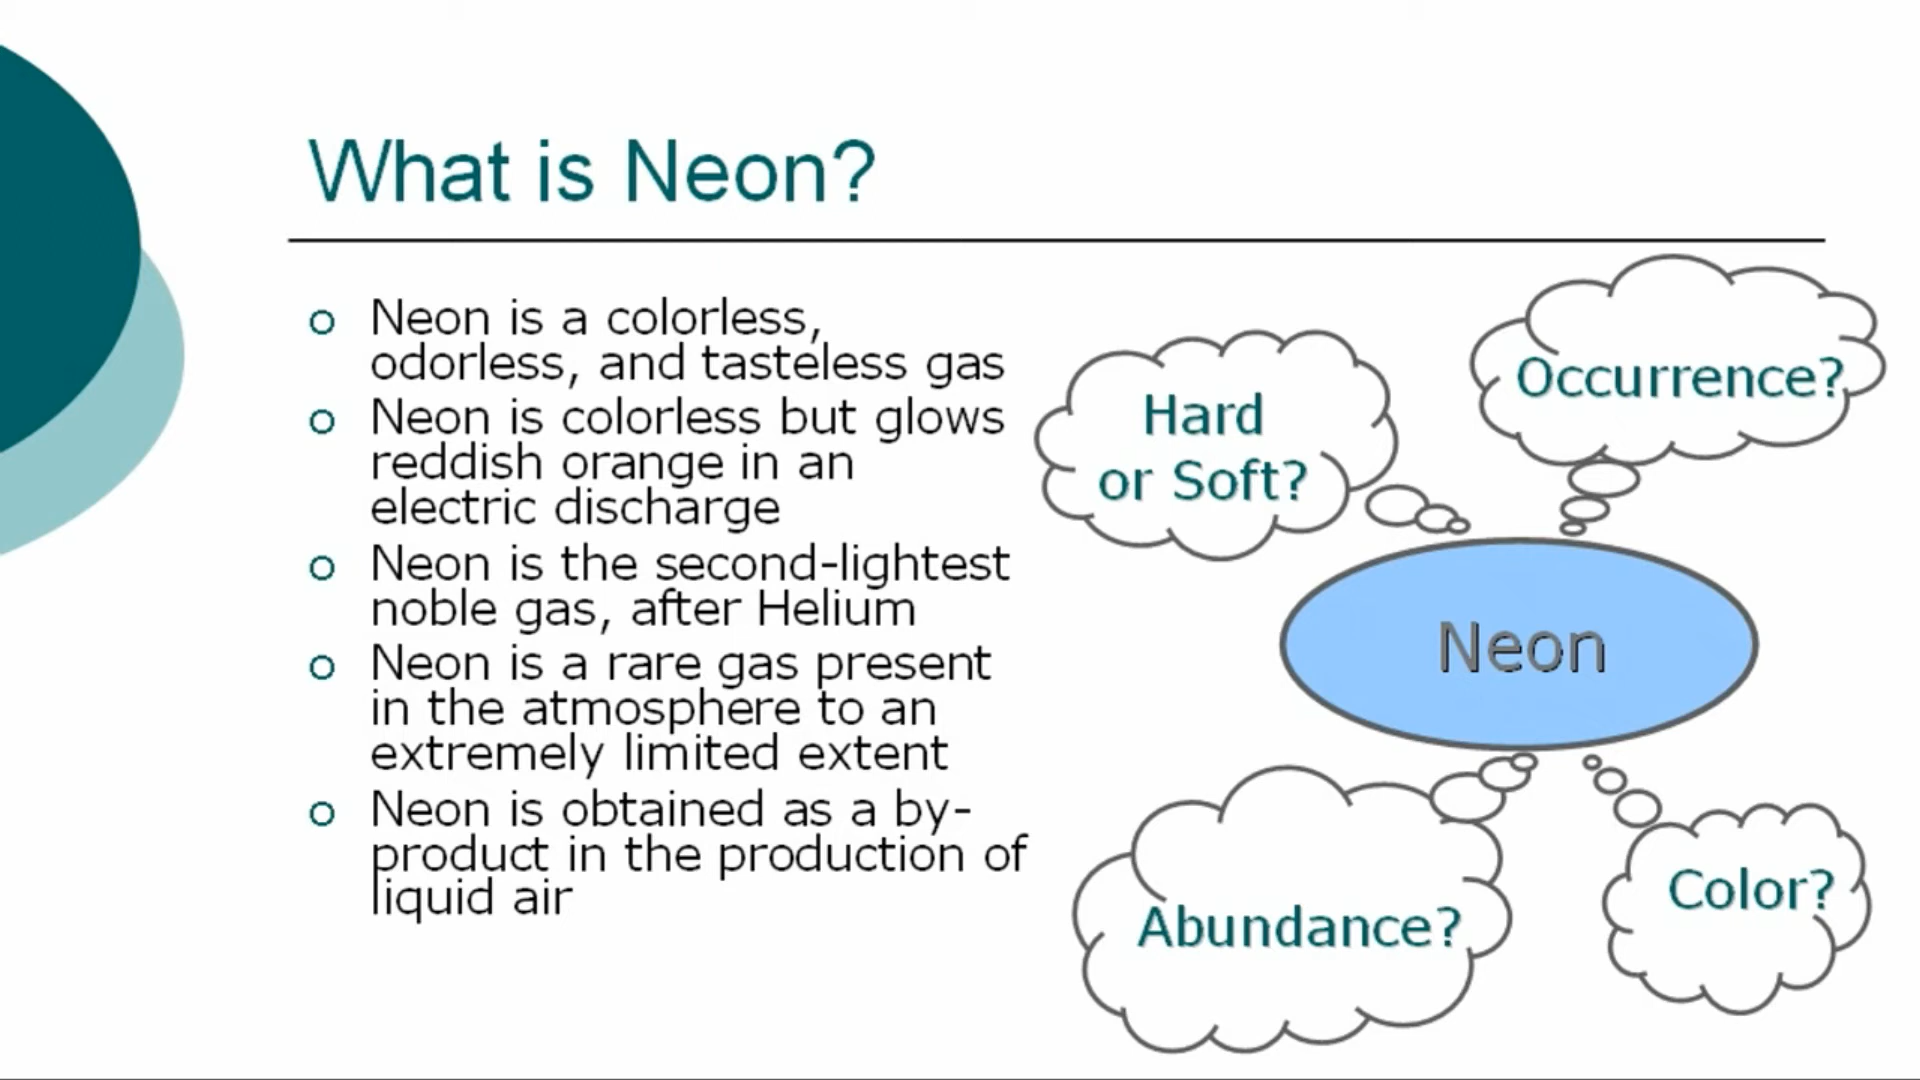 What is Neon?
Neon is a colorless,
odorless, and tasteless gas
Neon is colorless but glows
reddish orange in an
electric discharge
Neon is the second-lightest
noble gas, after Helium
Neon is a rare gas present
in the atmosphere to an
extremely limited extent
Neon is obtained as a by-
product in the production of
liquid air
Hard
or Soft?
Occurrence?
Neon
Abundance?
Color?